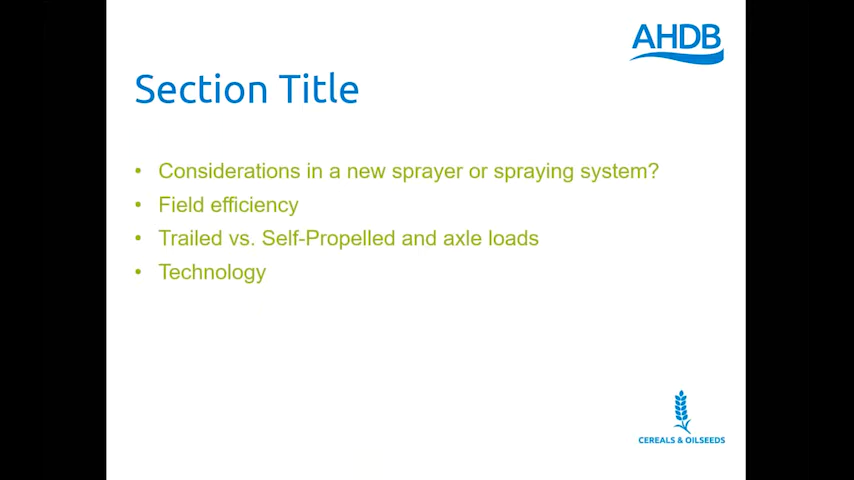 AHDB
Section Title
• Considerations in a new sprayer or spraying system?
• Field efficiency
• Trailed vs. Self-Propelled and axle loads
• Technology
CEREALS & OILSEEDS